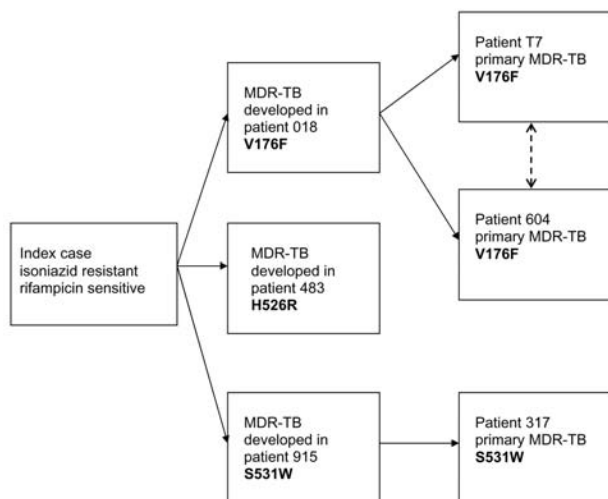 Patient T7
primary MDR-TB
V176F
MDR-TB
developed in
patient 018
V176F
Patient 604
primary MDR-TB
V176F
Index case
isoniazid resistant
rifampicin sensitive
MDR-TB
developed in
patient 483
H526R
MDR-TB
developed in
patient 915
S531W
Patient 317
primary MDR-TB
S531W